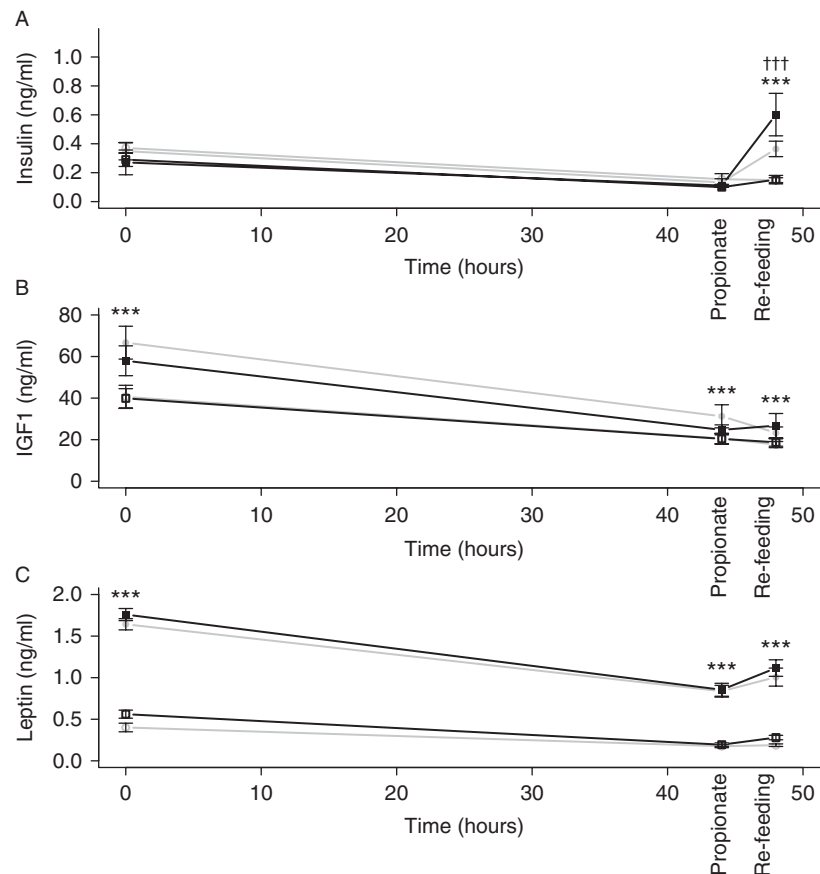 A
Insulin (ng/ml)
1.0
0.8
0.6
0.4
0.2
0.0
†††
***
0 10 20 30 40 50
Time (hours)
Propionate
Re-feeding
B
IGF1 (ng/ml)
80
60
40
20
0
***
***
***
0 10 20 30 40 50
Time (hours)
Propionate
Re-feeding
C
Leptin (ng/ml)
2.0
1.5
1.0
0.5
0.0
***
***
***
0 10 20 30 40 50
Time (hours)
Propionate
Re-feeding